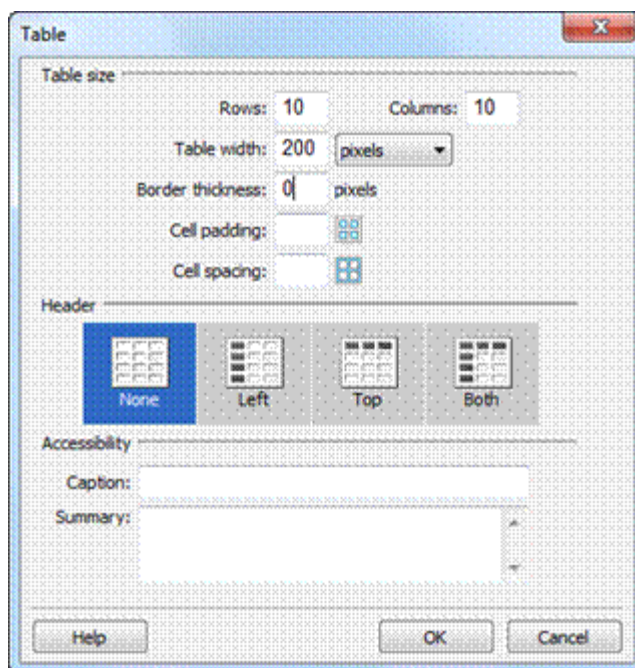 Table
Table size
Rows: 10 Columns: 10
Table width: 200 pixels
Border thickness: 0 pixels
Cell padding:
Cell spacing:
Header
None Left Top Both
Accessibility
Caption:
Summary:
Help OK Cancel